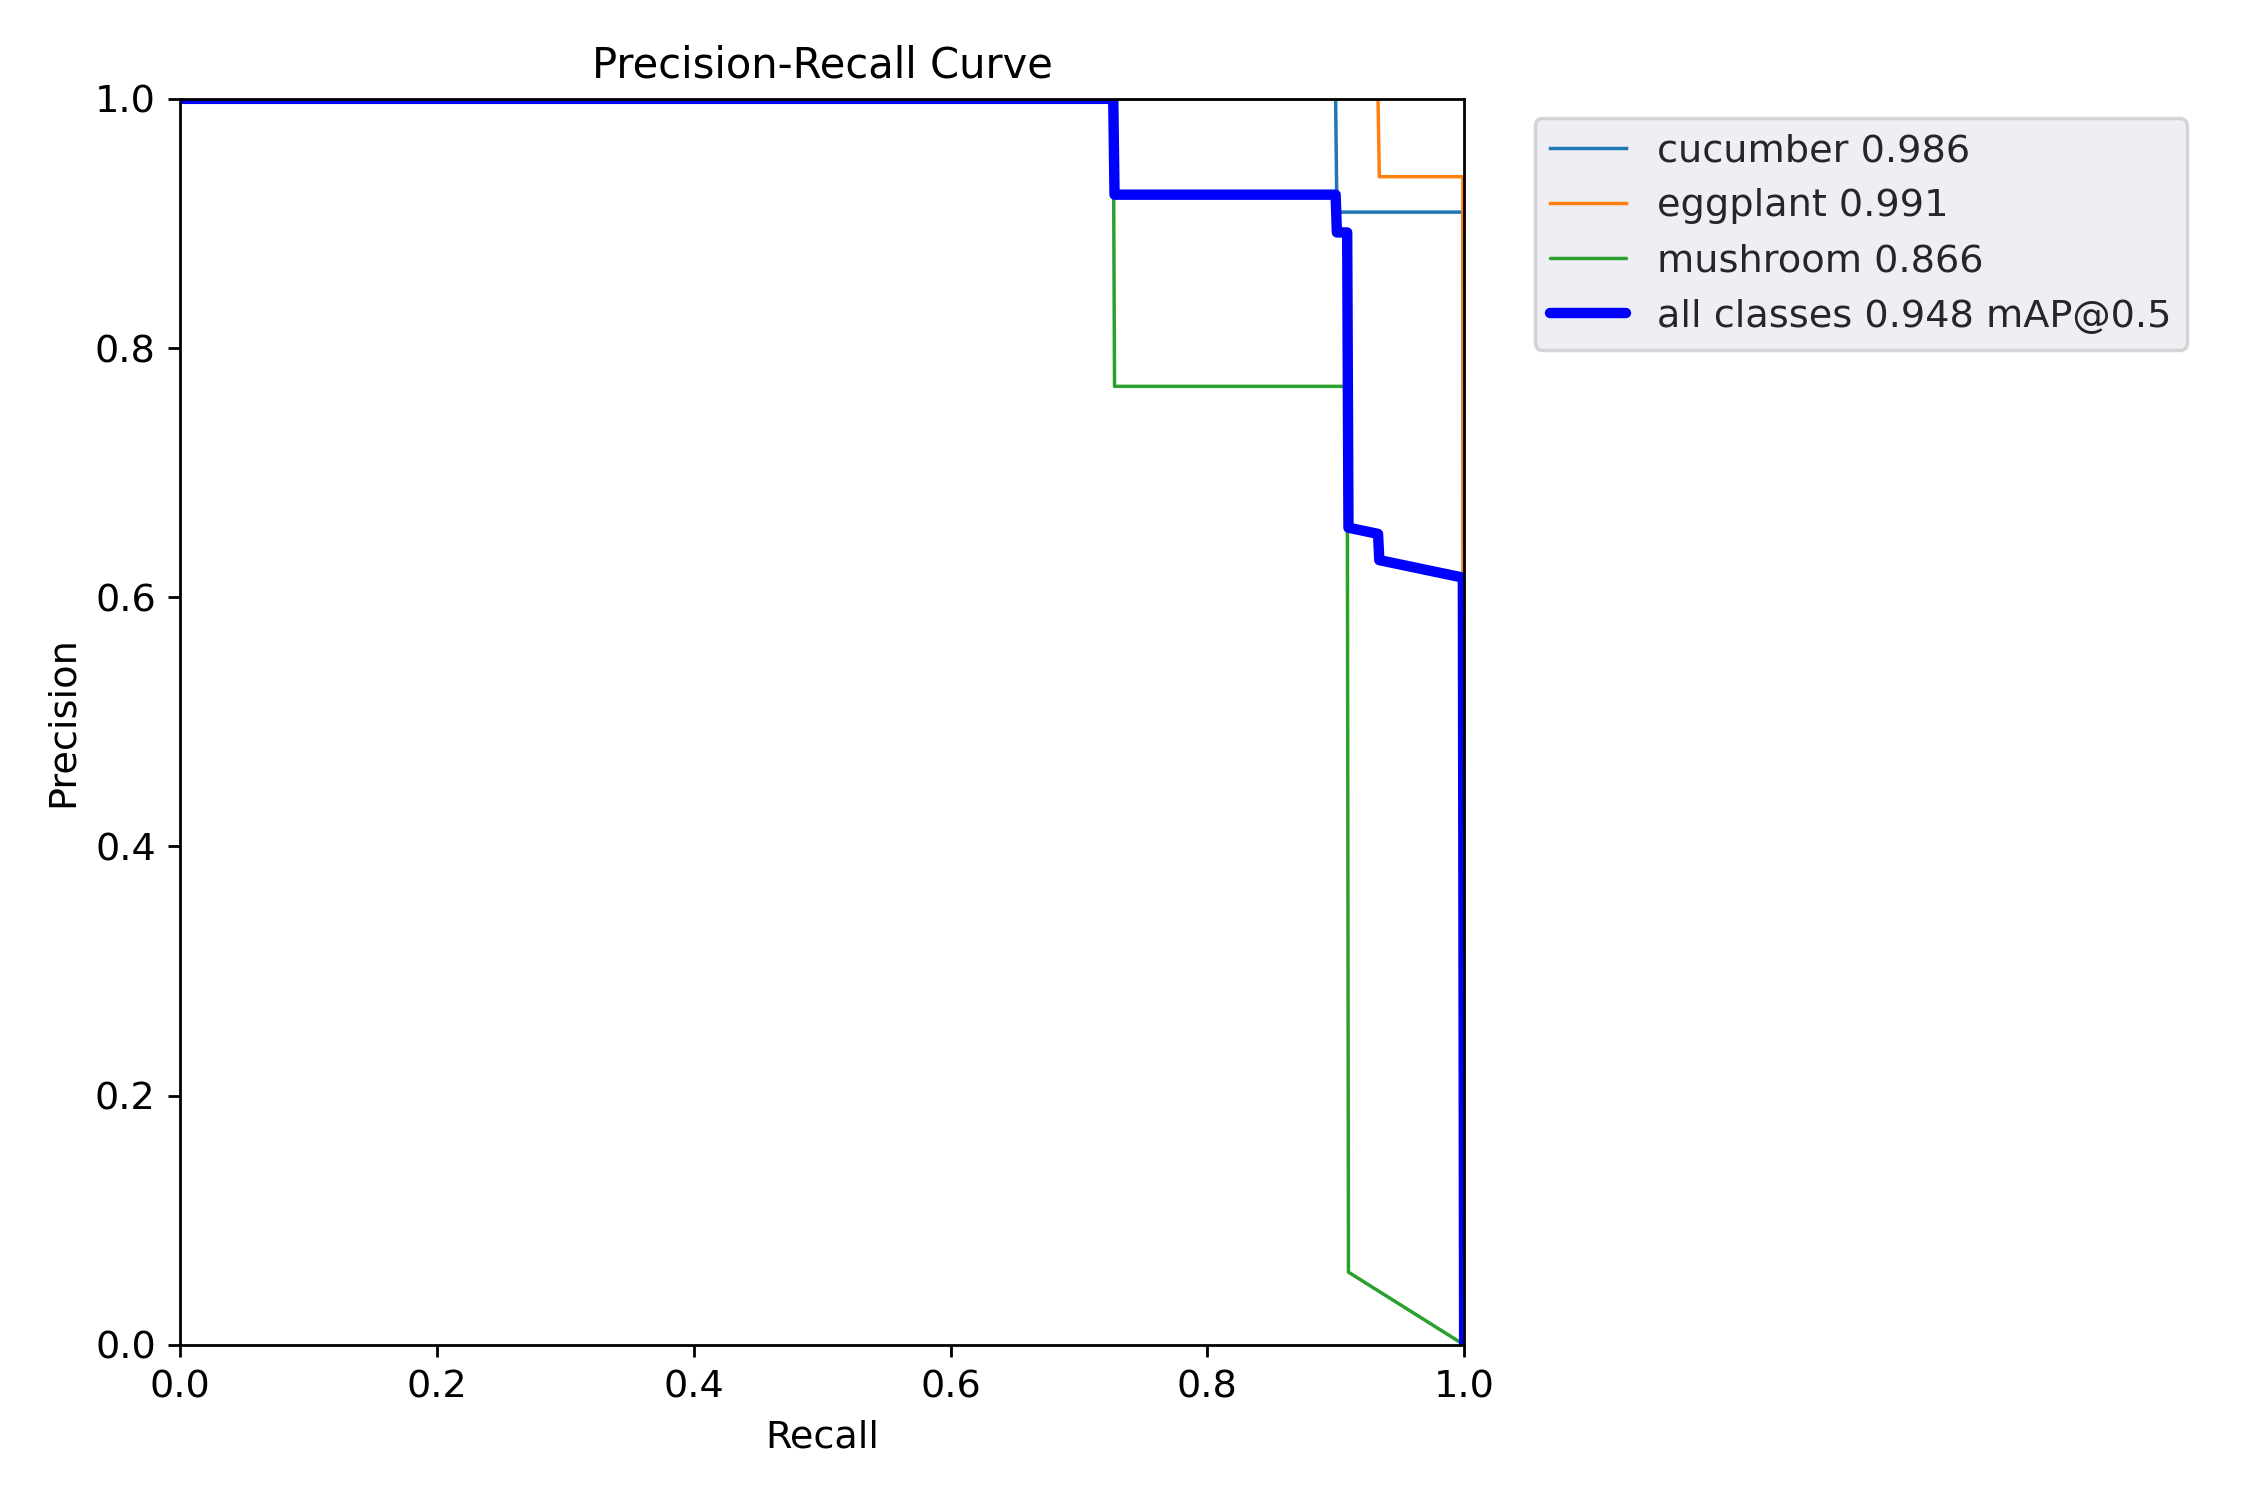 Precision-Recall Curve
1.0
0.8
0.6
0.4
0.2
0.0
Precision
0.0 0.2 0.4 0.6 0.8 1.0
Recall
cucumber 0.986
eggplant 0.991
mushroom 0.866
all classes 0.948 mAP@0.5